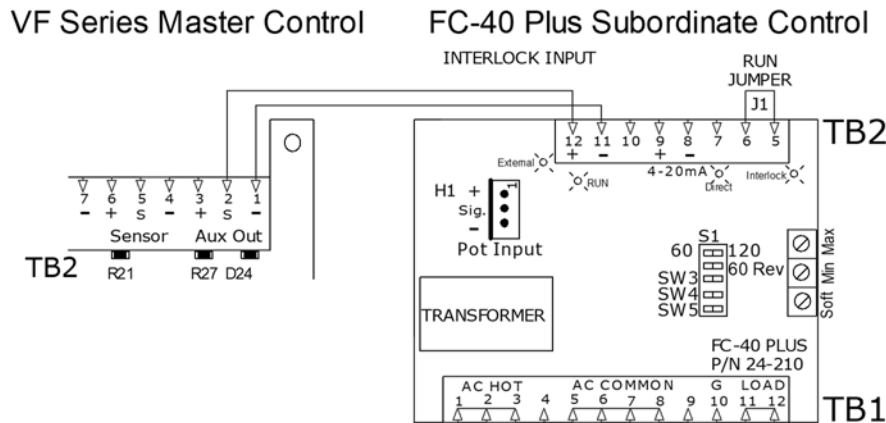 VF Series Master Control
FC-40 Plus Subordinate Control
INTERLOCK INPUT
RUN
JUMPER
J1
TB2
12 11 10 9 8 7 6 5
+ - + -
4-20mA
External
RUN
Direct
Interlock
7 6 5 4 3 2 1
- + S - + S -
Sensor Aux Out
TB2
R21 R27 D24
H1 +
Sig.
-
1
Pot Input
S1
60 120
60 Rev
SW3
SW4
SW5
Soft Min Max
TRANSFORMER
FC-40 PLUS
P/N 24-210
AC HOT AC COMMON G LOAD
1 2 3 4 5 6 7 8 9 10 11 12
TB1